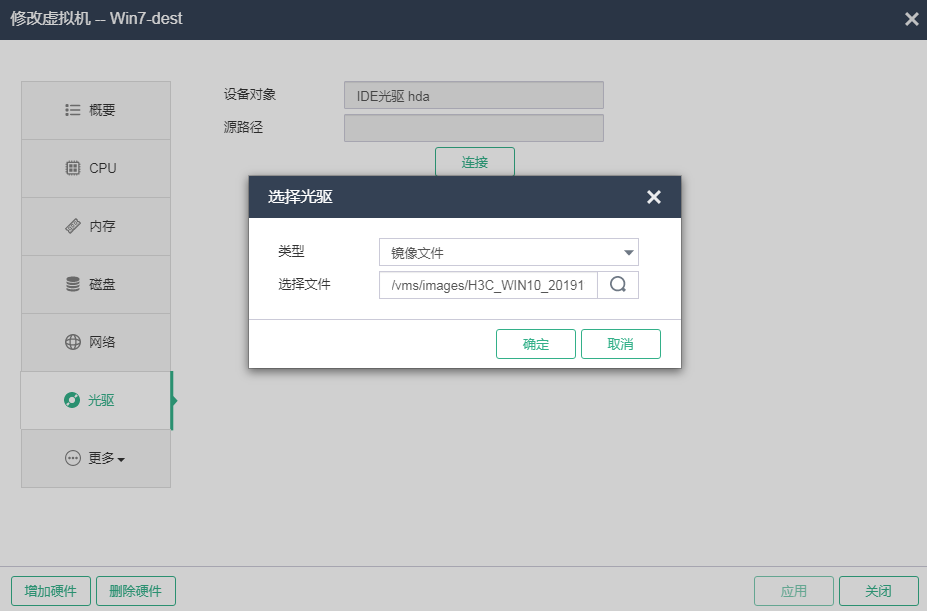 修改虚拟机 -- Win7-dest
概要
CPU
内存
磁盘
网络
光驱
更多
设备对象 IDE光驱 hda
源路径
连接
选择光驱
类型 镜像文件
选择文件 /vms/images/H3C_WIN10_20191
确定 取消
增加硬件 删除硬件 应用 关闭